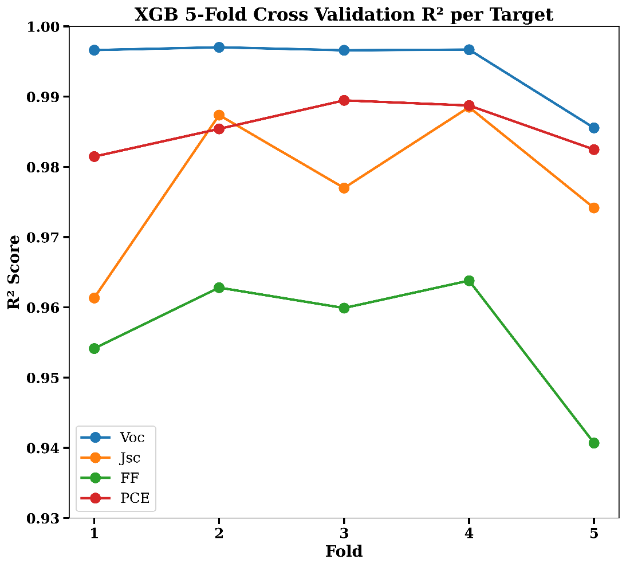 XGB 5-Fold Cross Validation R² per Target
R² Score
1.00
0.99
0.98
0.97
0.96
0.95
0.94
0.93
Voc
Jsc
FF
PCE
1 2 3 4 5
Fold